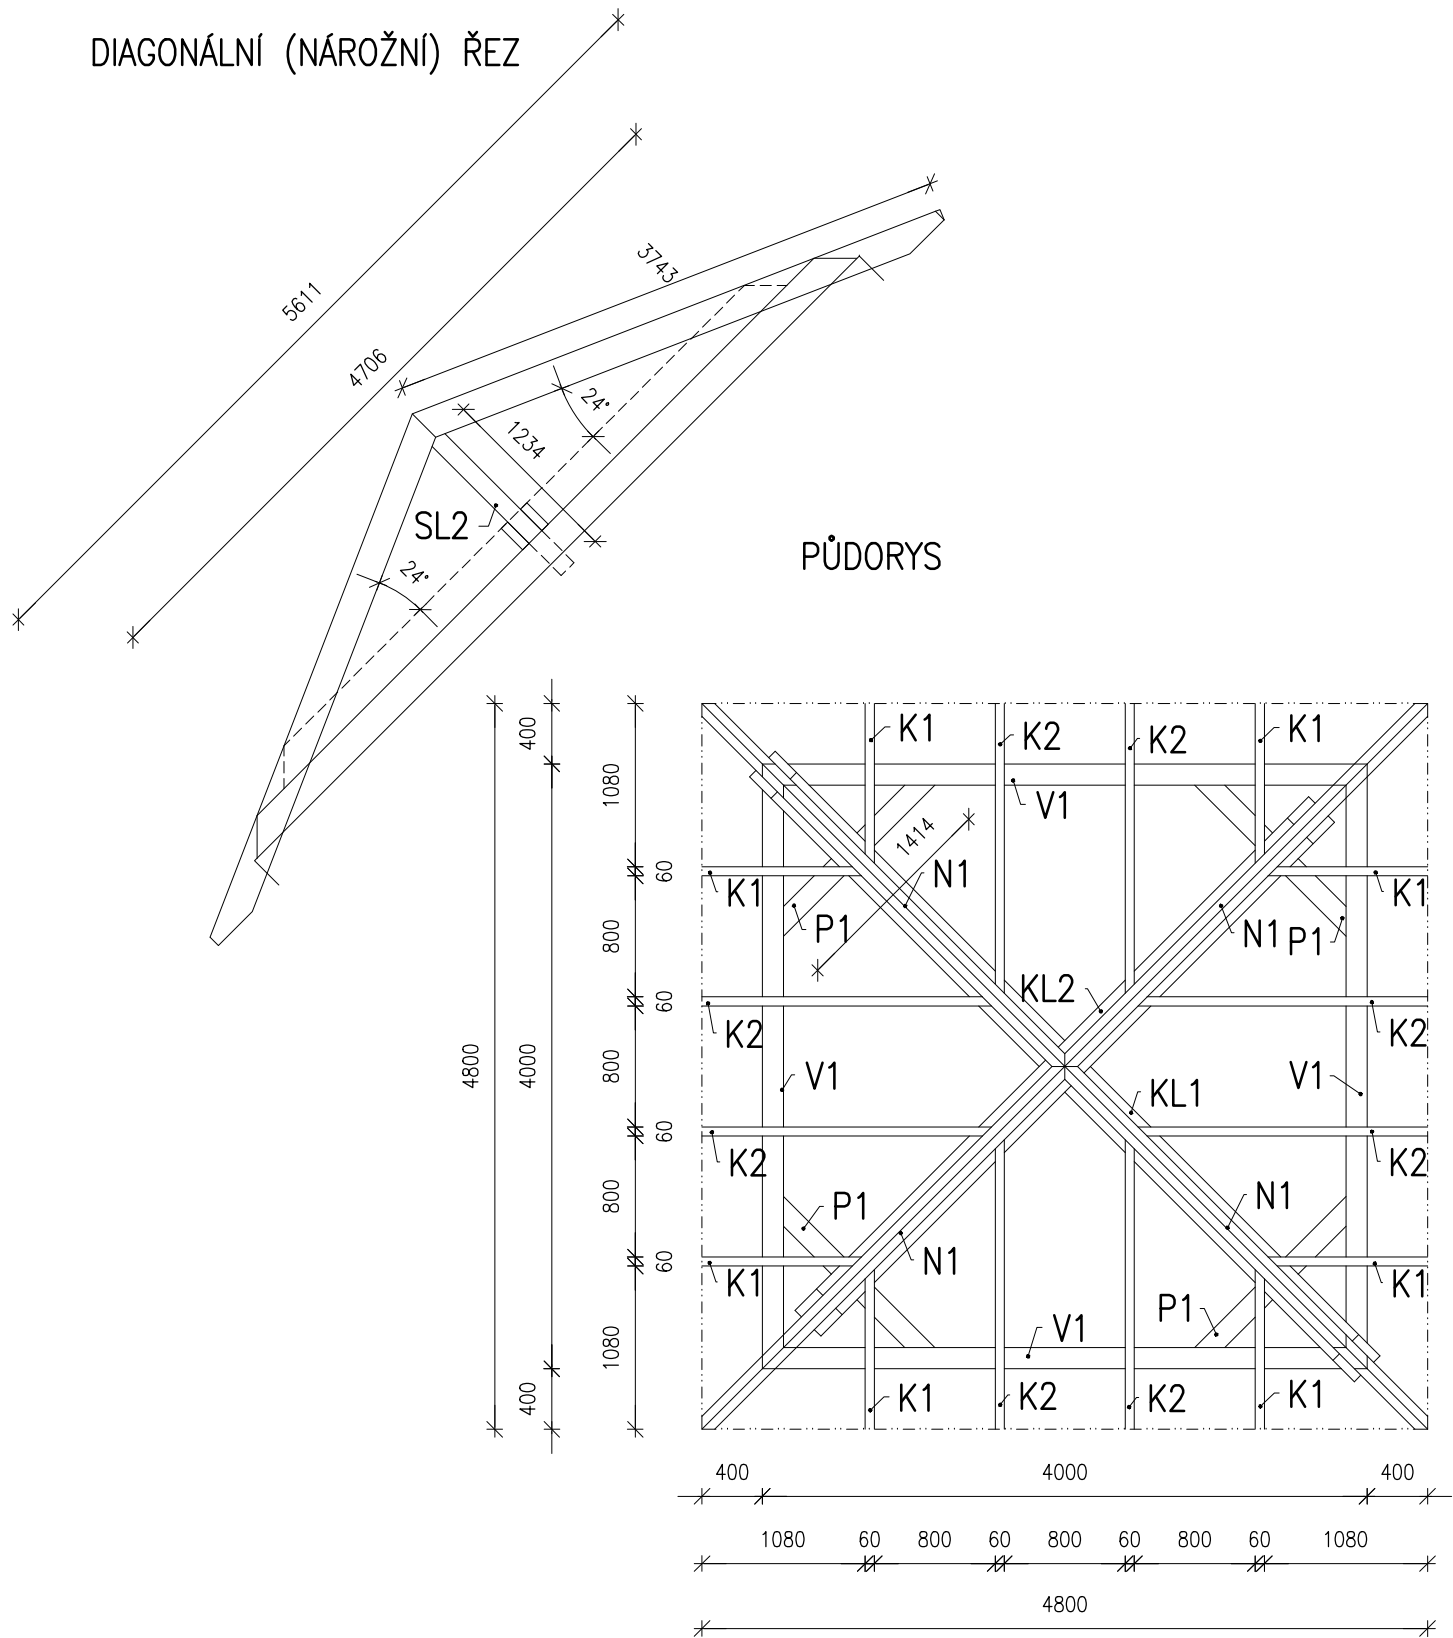 DIAGONÁLNÍ (NÁROŽNÍ) ŘEZ
5611
4706
3743
24°
1234
SL2
24°
PŮDORYS
400
1080
K1
K2
K2
K1
V1
1414
60
N1
K1
K1
P1
N1
P1
800
60
KL2
K2
K2
4800
4000
800
V1
V1
KL1
60
K2
K2
800
P1
N1
N1
60
K1
K1
P1
V1
1080
400
K1
K2
K2
K1
400 4000 400
1080 60 800 60 800 60 800 60 1080
4800